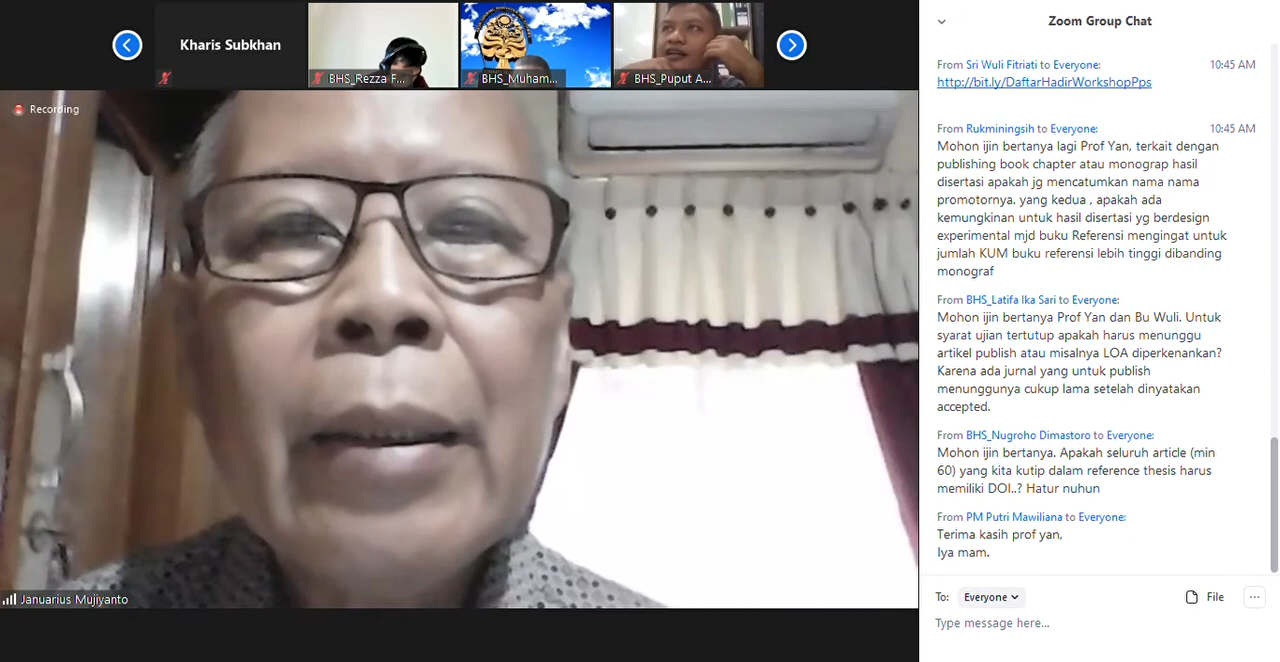 Kharis Subkhan
BHS_Rezza F...
BHS_Muham...
BHS_Puput A...
Recording
Januarius Mujiyanto
Zoom Group Chat
From Sri Wuli Fitriati to Everyone: 10:45 AM
http://bit.ly/DaftarHadirWorkshopPps
From Rukminingsih to Everyone: 10:45 AM
Mohon ijin bertanya lagi Prof Yan, terkait dengan
publishing book chapter atau monograp hasil
disertasi apakah jg mencatumkan nama nama
promotornya. yang kedua , apakah ada
kemungkinan untuk hasil disertasi yg berdesign
experimental mjd buku Referensi mengingat untuk
jumlah KUM buku referensi lebih tinggi dibanding
monograf
From BHS_Latifa Ika Sari to Everyone:
Mohon ijin bertanya Prof Yan dan Bu Wuli. Untuk
syarat ujian tertutup apakah harus menunggu
artikel publish atau misalnya LOA diperkenankan?
Karena ada jurnal yang untuk publish
menunggunya cukup lama setelah dinyatakan
accepted.
From BHS_Nugroho Dimastoro to Everyone:
Mohon ijin bertanya. Apakah seluruh article (min
60) yang kita kutip dalam reference thesis harus
memiliki DOI..? Hatur nuhun
From PM Putri Mawiliana to Everyone:
Terima kasih prof yan,
Iya mam.
To: Everyone File ...
Type message here...